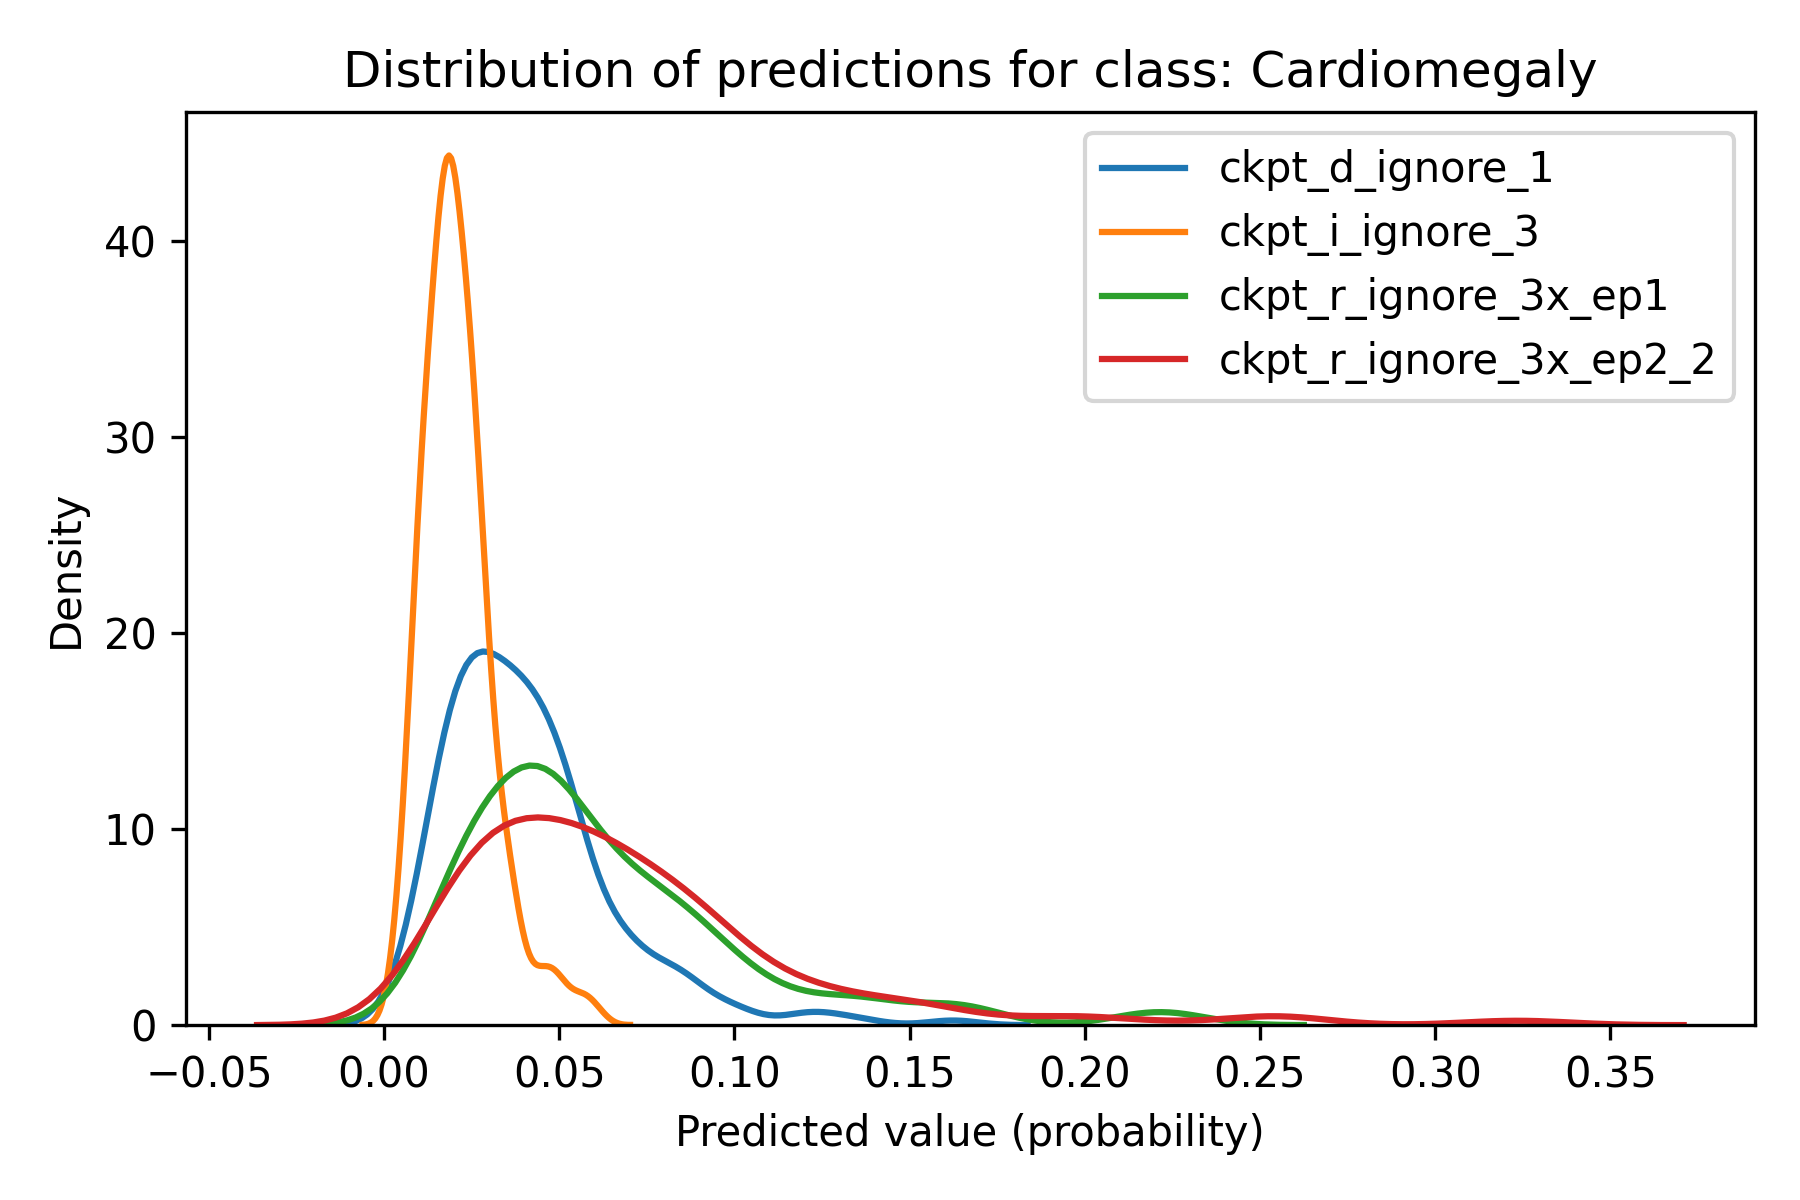 Distribution of predictions for class: Cardiomegaly
ckpt_d_ignore_1
ckpt_i_ignore_3
ckpt_r_ignore_3x_ep1
ckpt_r_ignore_3x_ep2_2
Density
40
30
20
10
0
−0.05 0.00 0.05 0.10 0.15 0.20 0.25 0.30 0.35
Predicted value (probability)